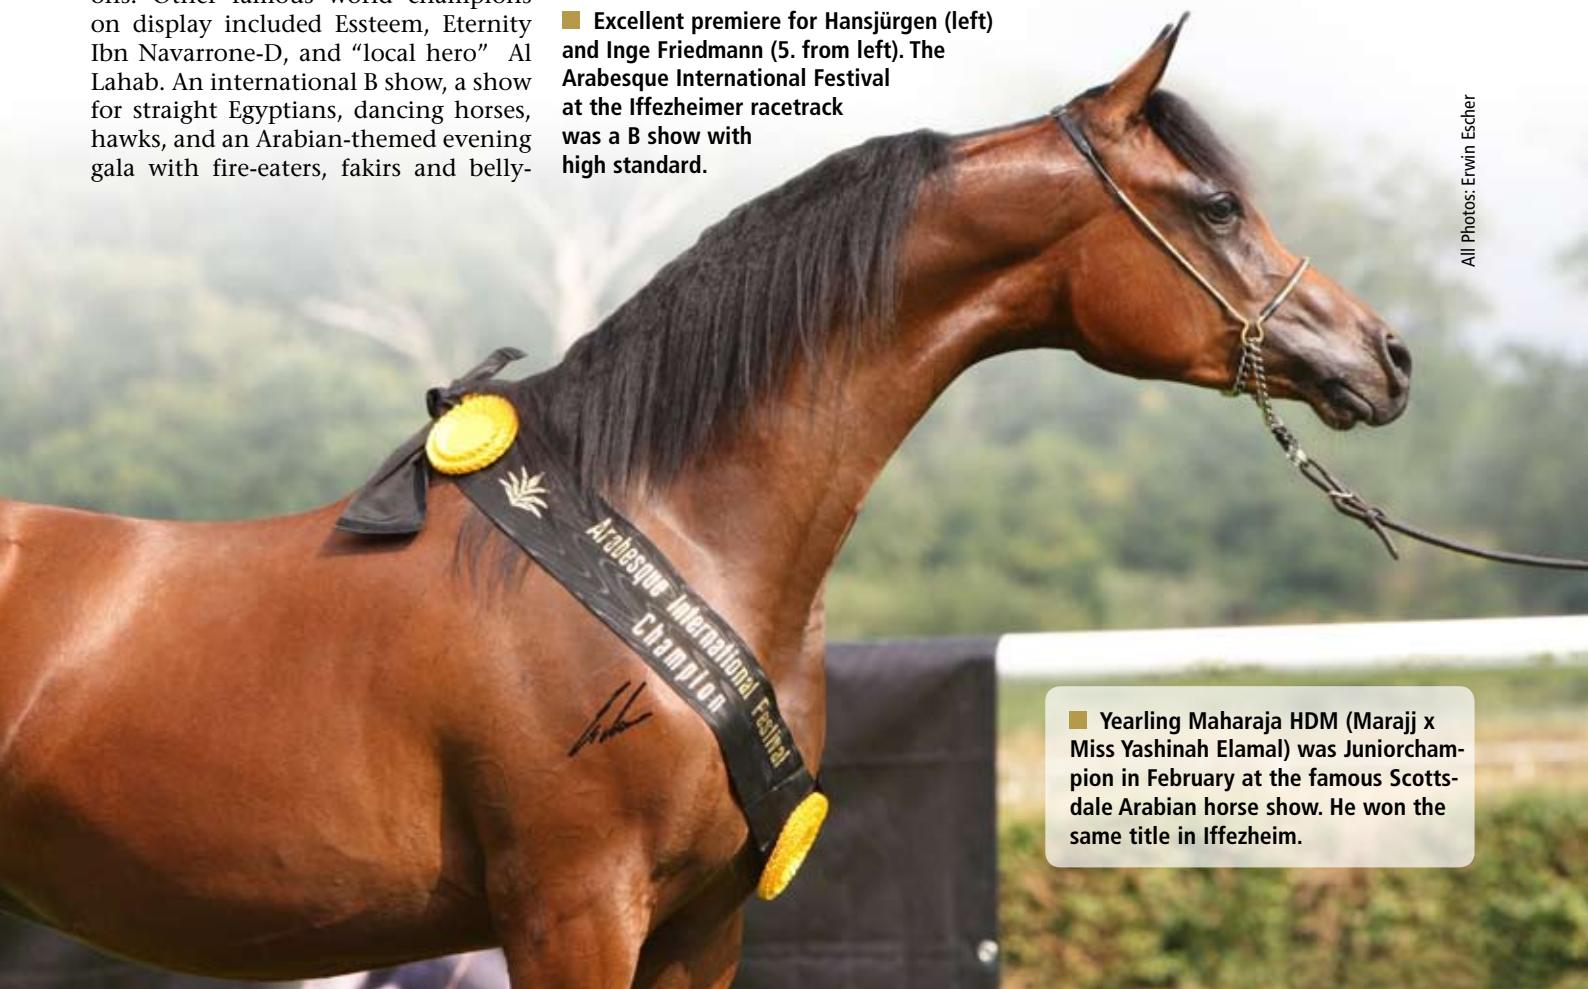 on display included Essteem, Eternity
Ibn Navarrone-D, and “local hero” Al
Lahab. An international B show, a show
for straight Egyptians, dancing horses,
hawks, and an Arabian-themed evening
gala with fire-eaters, fakirs and belly-
■ Excellent premiere for Hansjürgen (left)
and Inge Friedmann (5. from left). The
Arabesque International Festival
at the Iffezheimer racetrack
was a B show with
high standard.
All Photos: Erwin Escher
Arabesque International Festival
Champion
■ Yearling Maharaja HDM (Marajj x
Miss Yashinah Elamal) was Juniorcham-
pion in February at the famous Scotts-
dale Arabian horse show. He won the
same title in Iffezheim.